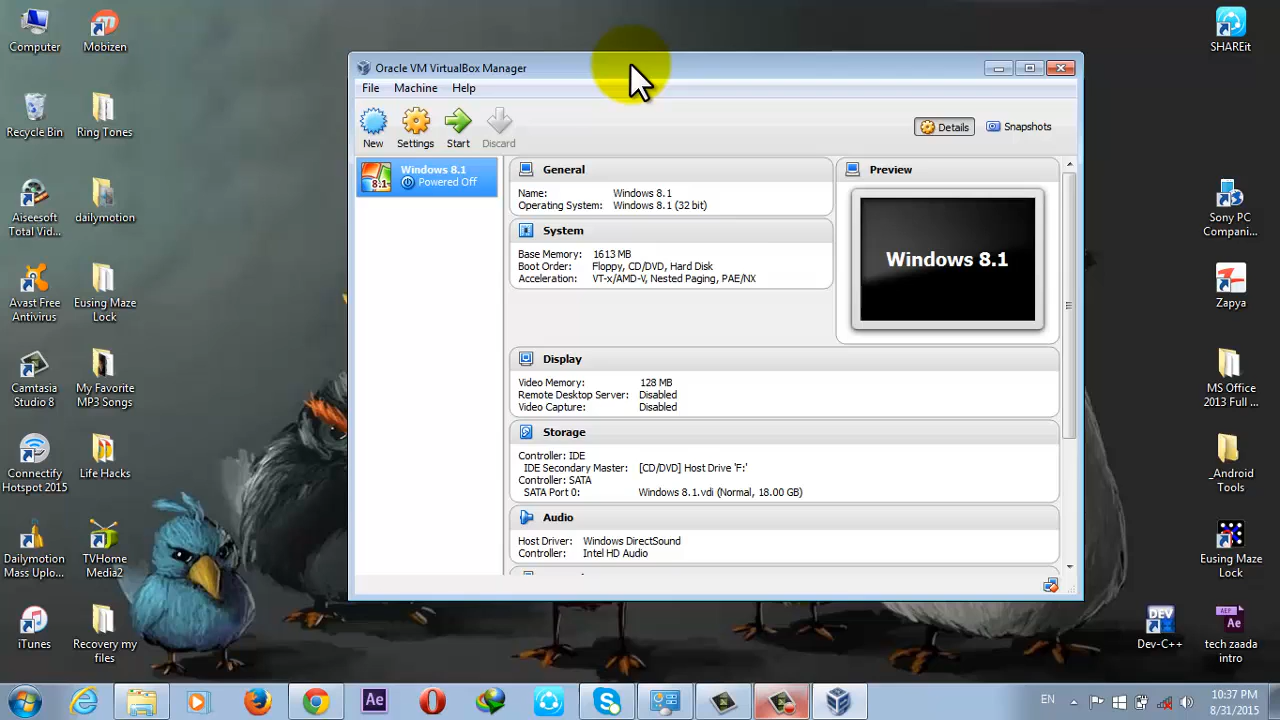 Computer
Mobizen
SHAREit
Recycle Bin
Ring Tones
Aiseesoft
Total Vid...
dailymotion
Sony PC
Compani...
Avast Free
Antivirus
Eusing Maze
Lock
Zapya
Camtasia
Studio 8
My Favorite
MP3 Songs
MS Office
2013 Full ...
Connectify
Hotspot 2015
Life Hacks
_Android
Tools
Dailymotion
Mass Uplo...
TVHome
Media2
Eusing Maze
Lock
iTunes
Recovery my
files
DEV
Dev-C++
Ae
tech zaada
intro
Oracle VM VirtualBox Manager
File Machine Help
New Settings Start Discard
Details Snapshots
8.1
Windows 8.1
Powered Off
General
Name: Windows 8.1
Operating System: Windows 8.1 (32 bit)
System
Base Memory: 1613 MB
Boot Order: Floppy, CD/DVD, Hard Disk
Acceleration: VT-x/AMD-V, Nested Paging, PAE/NX
Preview
Windows 8.1
Display
Video Memory: 128 MB
Remote Desktop Server: Disabled
Video Capture: Disabled
Storage
Controller: IDE
IDE Secondary Master: [CD/DVD] Host Drive 'F:'
Controller: SATA
SATA Port 0: Windows 8.1.vdi (Normal, 18.00 GB)
Audio
Host Driver: Windows DirectSound
Controller: Intel HD Audio
Ae
EN
10:37 PM
8/31/2015